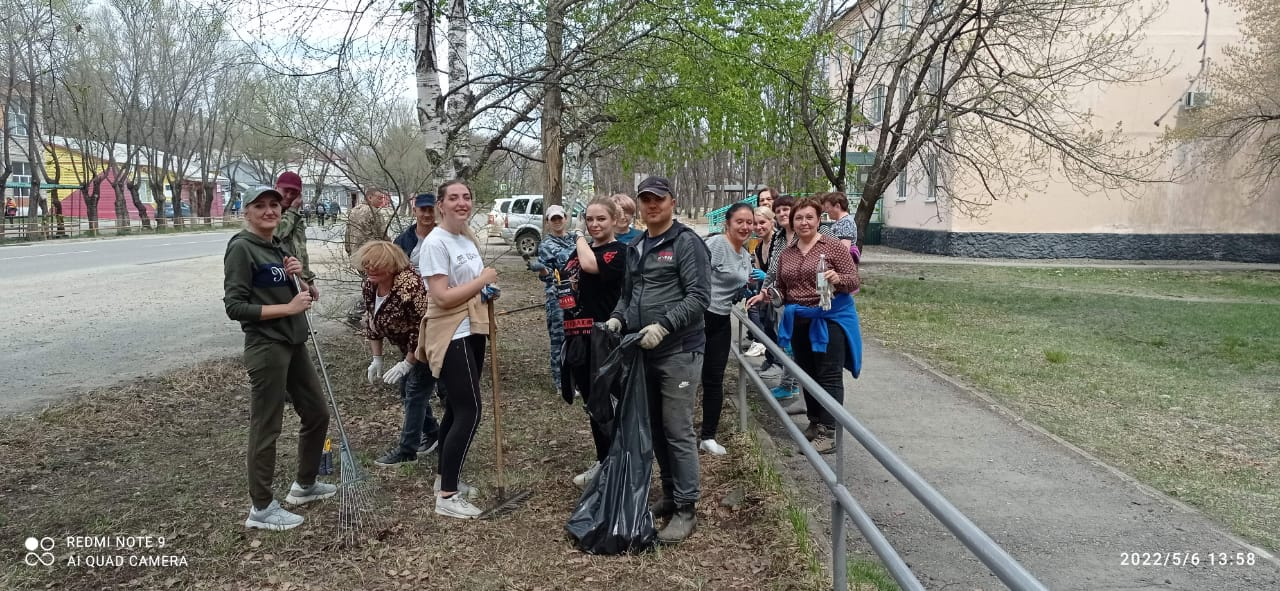 REDMI NOTE 9
AI QUAD CAMERA
2022/5/6 13:58